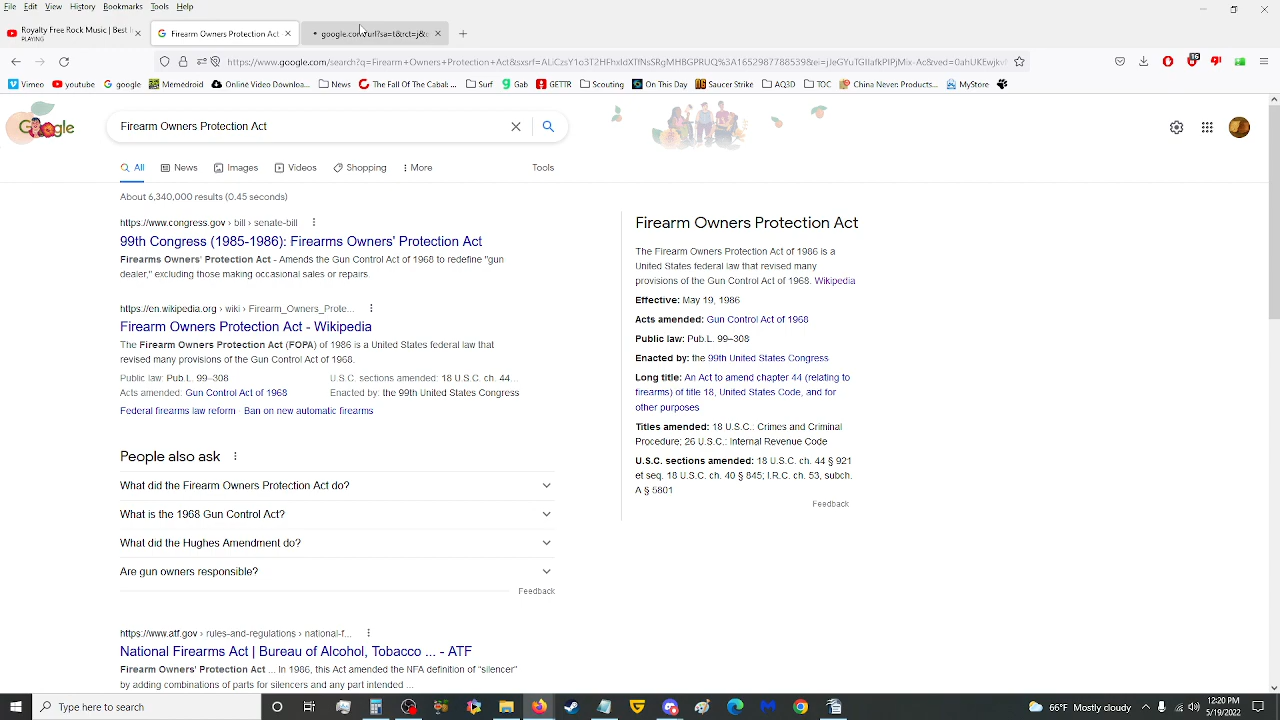 File Edit View History Bookmarks Tools Help
Royalty Free Rock Music | Best
PLAYING
Firearm Owners Protection Act
google.com/url?sa=t&rct=j&
Vimeo youtube google Memedroid Online Video Downloa... News The Fall Of The Cabal: ... Surf Gab GETTR Scouting On This Day Saucer Strike AQ3D TOC China Never Products... MyStore
Google
Firearm Owners Protection Act
All News Images Videos Shopping More Tools
About 6,340,000 results (0.45 seconds)
https://www.congress.gov › bill › senate-bill
99th Congress (1985-1986): Firearms Owners' Protection Act
Firearms Owners' Protection Act - Amends the Gun Control Act of 1968 to redefine "gun
dealer," excluding those making occasional sales or repairs.
https://en.wikipedia.org › wiki › Firearm_Owners_Prote...
Firearm Owners Protection Act - Wikipedia
The Firearm Owners Protection Act (FOPA) of 1986 is a United States federal law that
revised many provisions of the Gun Control Act of 1968.
Public law: Pub.L. 99–308 U.S.C. sections amended: 18 U.S.C. ch. 44...
Acts amended: Gun Control Act of 1968 Enacted by: the 99th United States Congress
Federal firearms law reform · Ban on new automatic firearms
People also ask
What did the Firearm Owners Protection Act do?
What is the 1968 Gun Control Act?
What did the Hughes Amendment do?
Are gun owners responsible?
Feedback
https://www.atf.gov › rules-and-regulations › national-f...
National Firearms Act | Bureau of Alcohol, Tobacco ... - ATF
Firearm Owners' Protection Act ... In 1986, this Act amended the NFA definition of "silencer"
by adding combinations of parts for silencers and any part intended ...
Firearm Owners Protection Act
The Firearm Owners Protection Act of 1986 is a
United States federal law that revised many
provisions of the Gun Control Act of 1968. Wikipedia
Effective: May 19, 1986
Acts amended: Gun Control Act of 1968
Public law: Pub.L. 99–308
Enacted by: the 99th United States Congress
Long title: An Act to amend chapter 44 (relating to
firearms) of title 18, United States Code, and for
other purposes
Titles amended: 18 U.S.C.: Crimes and Criminal
Procedure; 26 U.S.C.: Internal Revenue Code
U.S.C. sections amended: 18 U.S.C. ch. 44 § 921
et seq. 18 U.S.C. ch. 40 § 845; I.R.C. ch. 53, subch.
A § 5801
Feedback
Type here to search
66°F Mostly cloudy
12:20 PM
5/19/2022